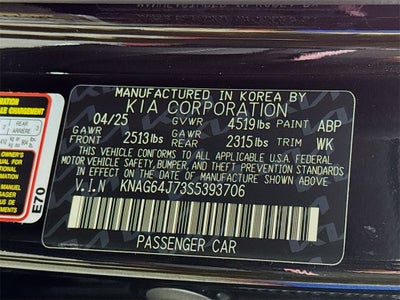 MANUFACTURED IN KOREA BY
KIA CORPORATION
04/25 GVWR 4519 lbs PAINT ABP
GAWR GAWR
FRONT 2513 lbs REAR 2315 lbs TRIM WK
THIS VEHICLE CONFORMS TO ALL APPLICABLE U.S.A. FEDERAL
MOTOR VEHICLE SAFETY, BUMPER, AND THEFT PREVENTION STANDARDS
IN EFFECT ON THE DATE OF MANUFACTURE SHOWN ABOVE.
V.I.N KNAG64J73S5393706
PASSENGER CAR
E70
ARRIÈRE
Owner's